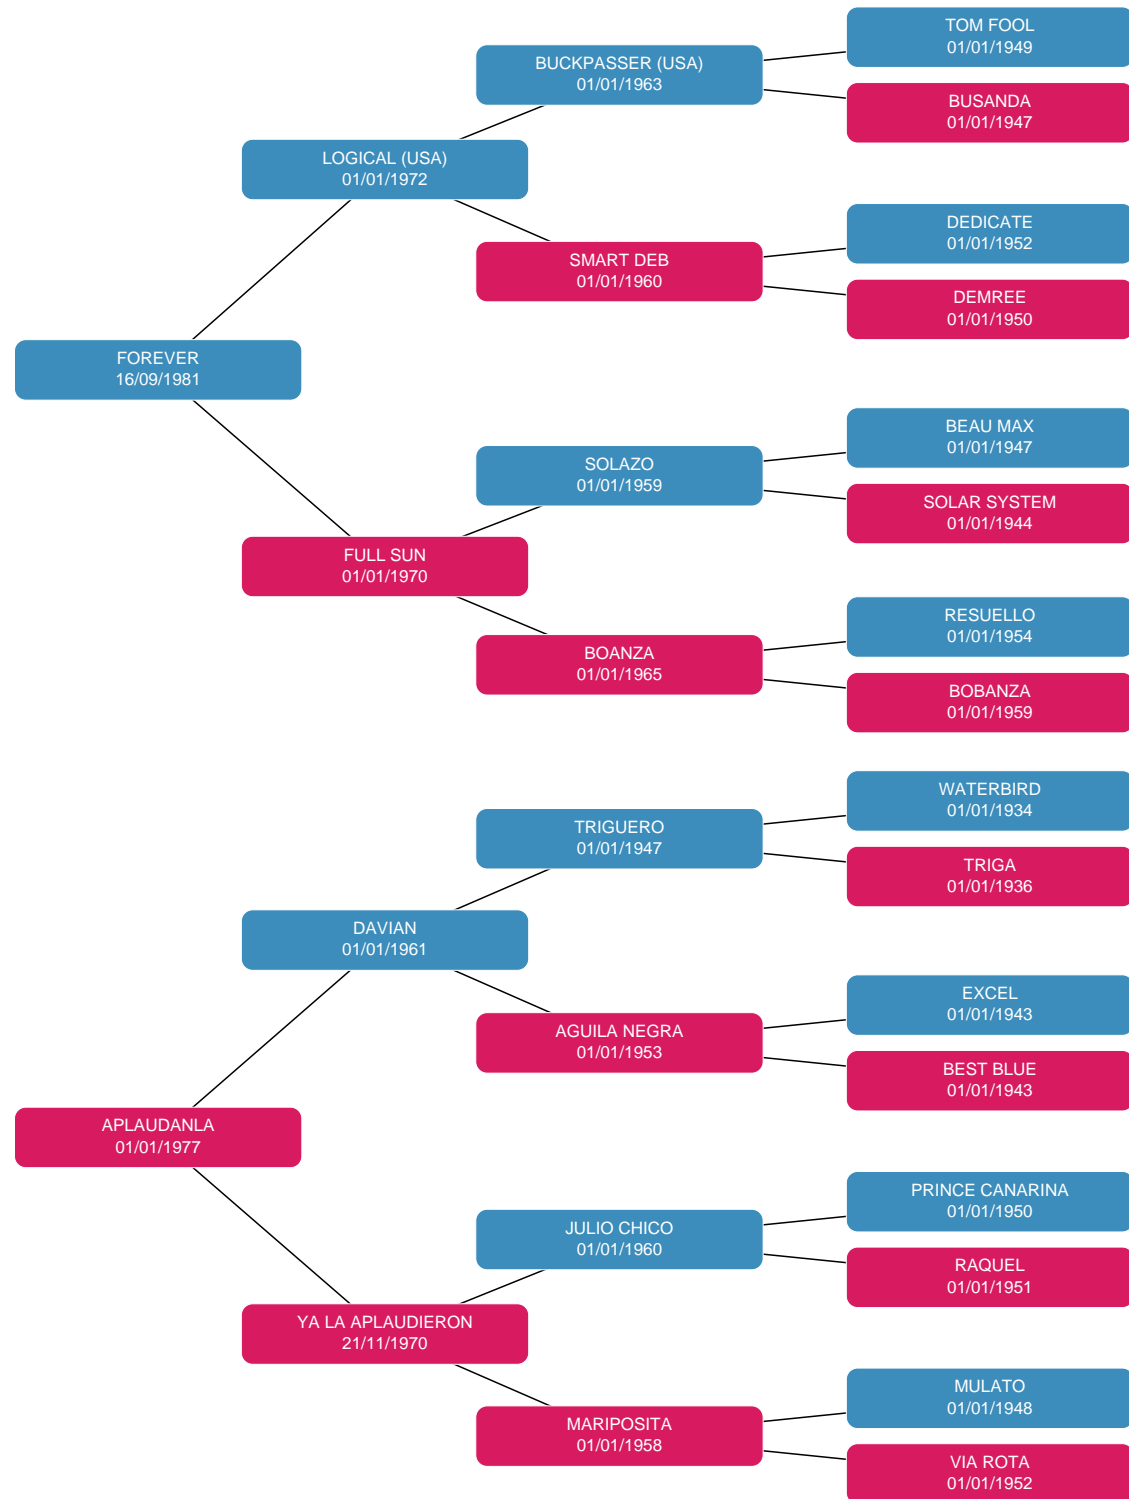 TOM FOOL
01/01/1949
BUCKPASSER (USA)
01/01/1963
BUSANDA
01/01/1947
LOGICAL (USA)
01/01/1972
DEDICATE
01/01/1952
SMART DEB
01/01/1960
DEMREE
01/01/1950
FOREVER
16/09/1981
BEAU MAX
01/01/1947
SOLAZO
01/01/1959
SOLAR SYSTEM
01/01/1944
FULL SUN
01/01/1970
RESUELLO
01/01/1954
BOANZA
01/01/1965
BOBANZA
01/01/1959
WATERBIRD
01/01/1934
TRIGUERO
01/01/1947
TRIGA
01/01/1936
DAVIAN
01/01/1961
EXCEL
01/01/1943
AGUILA NEGRA
01/01/1953
BEST BLUE
01/01/1943
APLAUDANLA
01/01/1977
PRINCE CANARINA
01/01/1950
JULIO CHICO
01/01/1960
RAQUEL
01/01/1951
YA LA APLAUDIERON
21/11/1970
MULATO
01/01/1948
MARIPOSITA
01/01/1958
VIA ROTA
01/01/1952